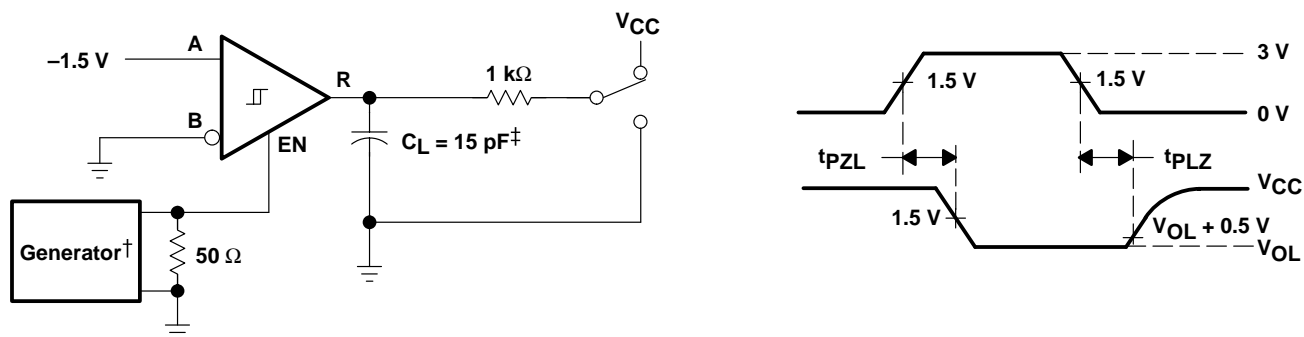 VCC
A
–1.5 V
1 kΩ
R
B
EN
CL = 15 pF‡
Generator†
50 Ω
3 V
1.5 V
1.5 V
0 V
tPZL
tPLZ
VCC
1.5 V
VOL + 0.5 V
VOL